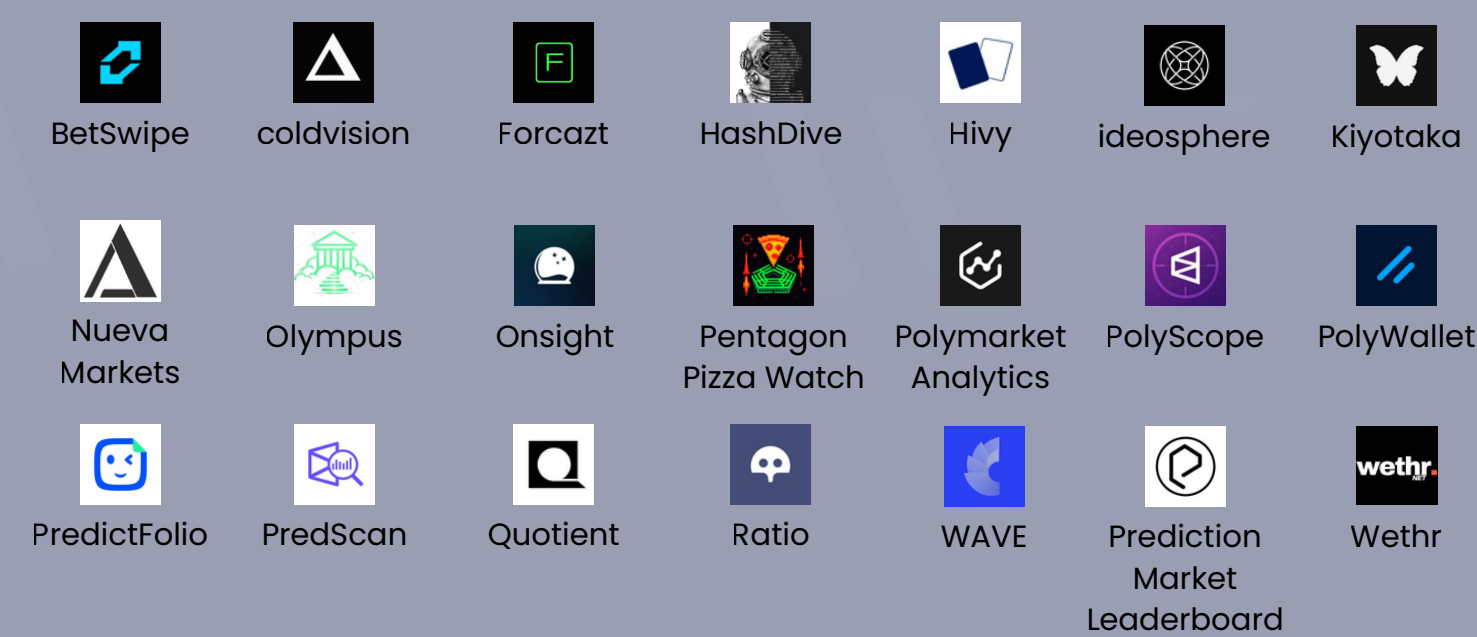 F
BetSwipe
coldvision
Forcazt
HashDive
Hivy
ideosphere
Kiyotaka
Nueva
Markets
Olympus
Onsight
Pentagon
Pizza Watch
Polymarket
Analytics
PolyScope
PolyWallet
wethr.
NET
PredictFolio
PredScan
Quotient
Ratio
WAVE
Prediction
Market
Leaderboard
Wethr